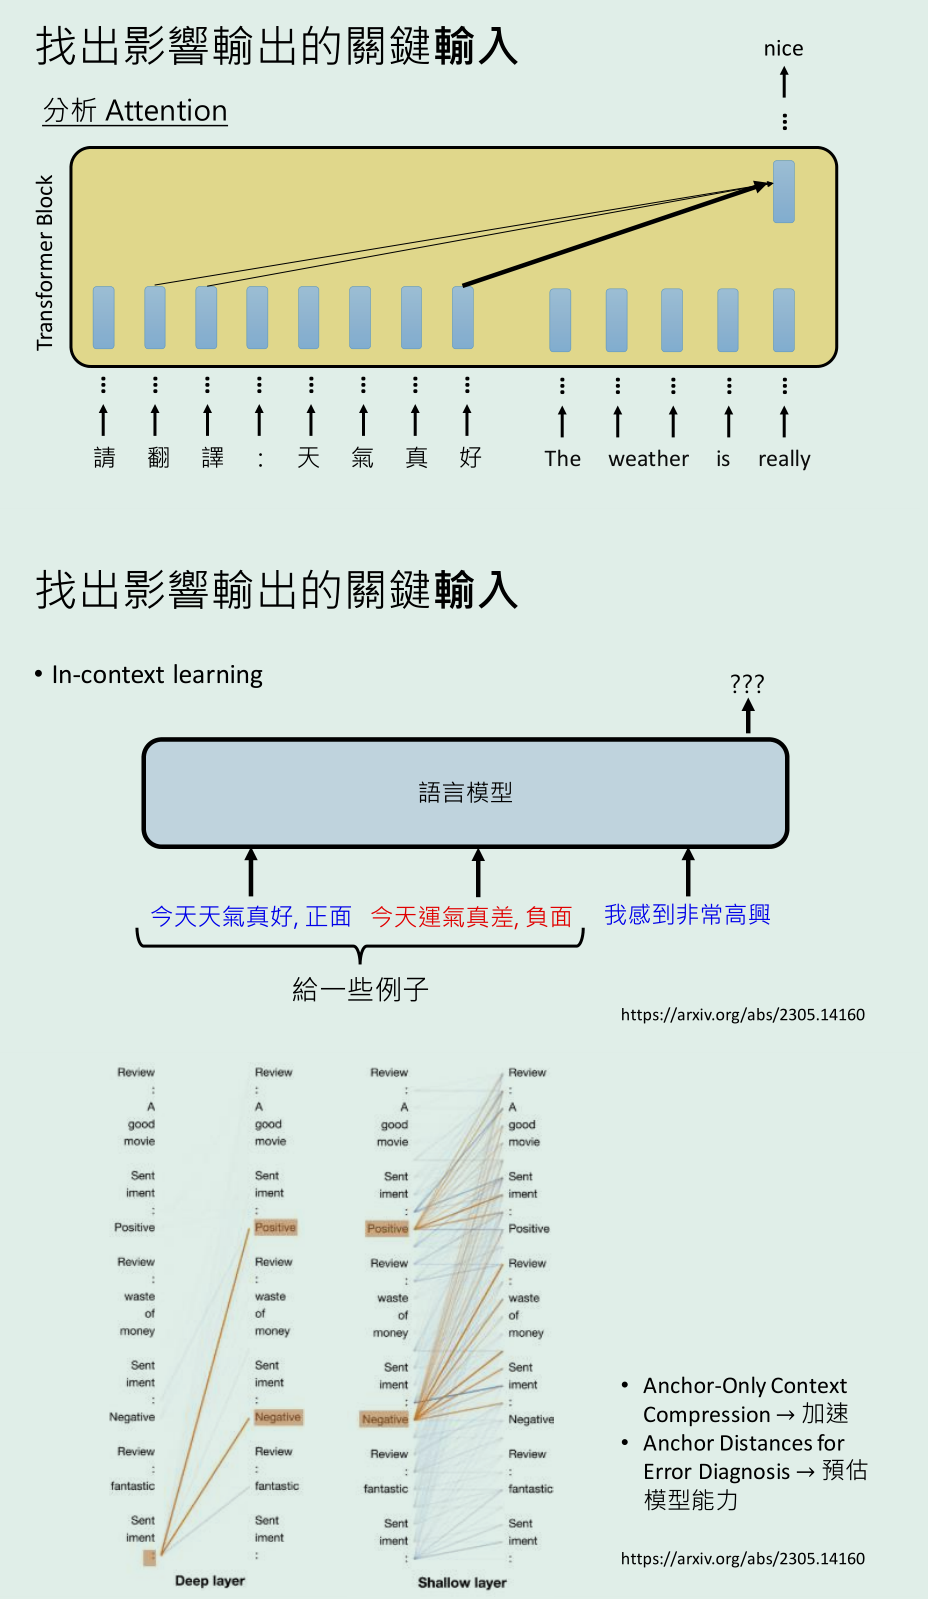 找出影響輸出的關鍵輸入
nice
分析 Attention
Transformer Block
請 翻 譯 : 天 氣 真 好 The weather is really
找出影響輸出的關鍵輸入
• In-context learning
???
語言模型
今天天氣真好, 正面 今天運氣真差, 負面 我感到非常高興
給一些例子
https://arxiv.org/abs/2305.14160
Review Review Review Review
: : : :
A A A A
good good good good
movie movie movie movie
Sent Sent Sent Sent
iment iment iment iment
: : : :
Positive Positive Positive Positive
Review Review Review Review
: : : :
waste waste waste waste
of of of of
money money money money
Sent Sent Sent Sent
iment iment iment iment
: : : :
Negative Negative Negative Negative
Review Review Review Review
: : : :
fantastic fantastic fantastic fantastic
Sent Sent Sent Sent
iment iment iment iment
: : : :
Deep layer Shallow layer
• Anchor-Only Context
Compression → 加速
• Anchor Distances for
Error Diagnosis → 預估
模型能力
https://arxiv.org/abs/2305.14160